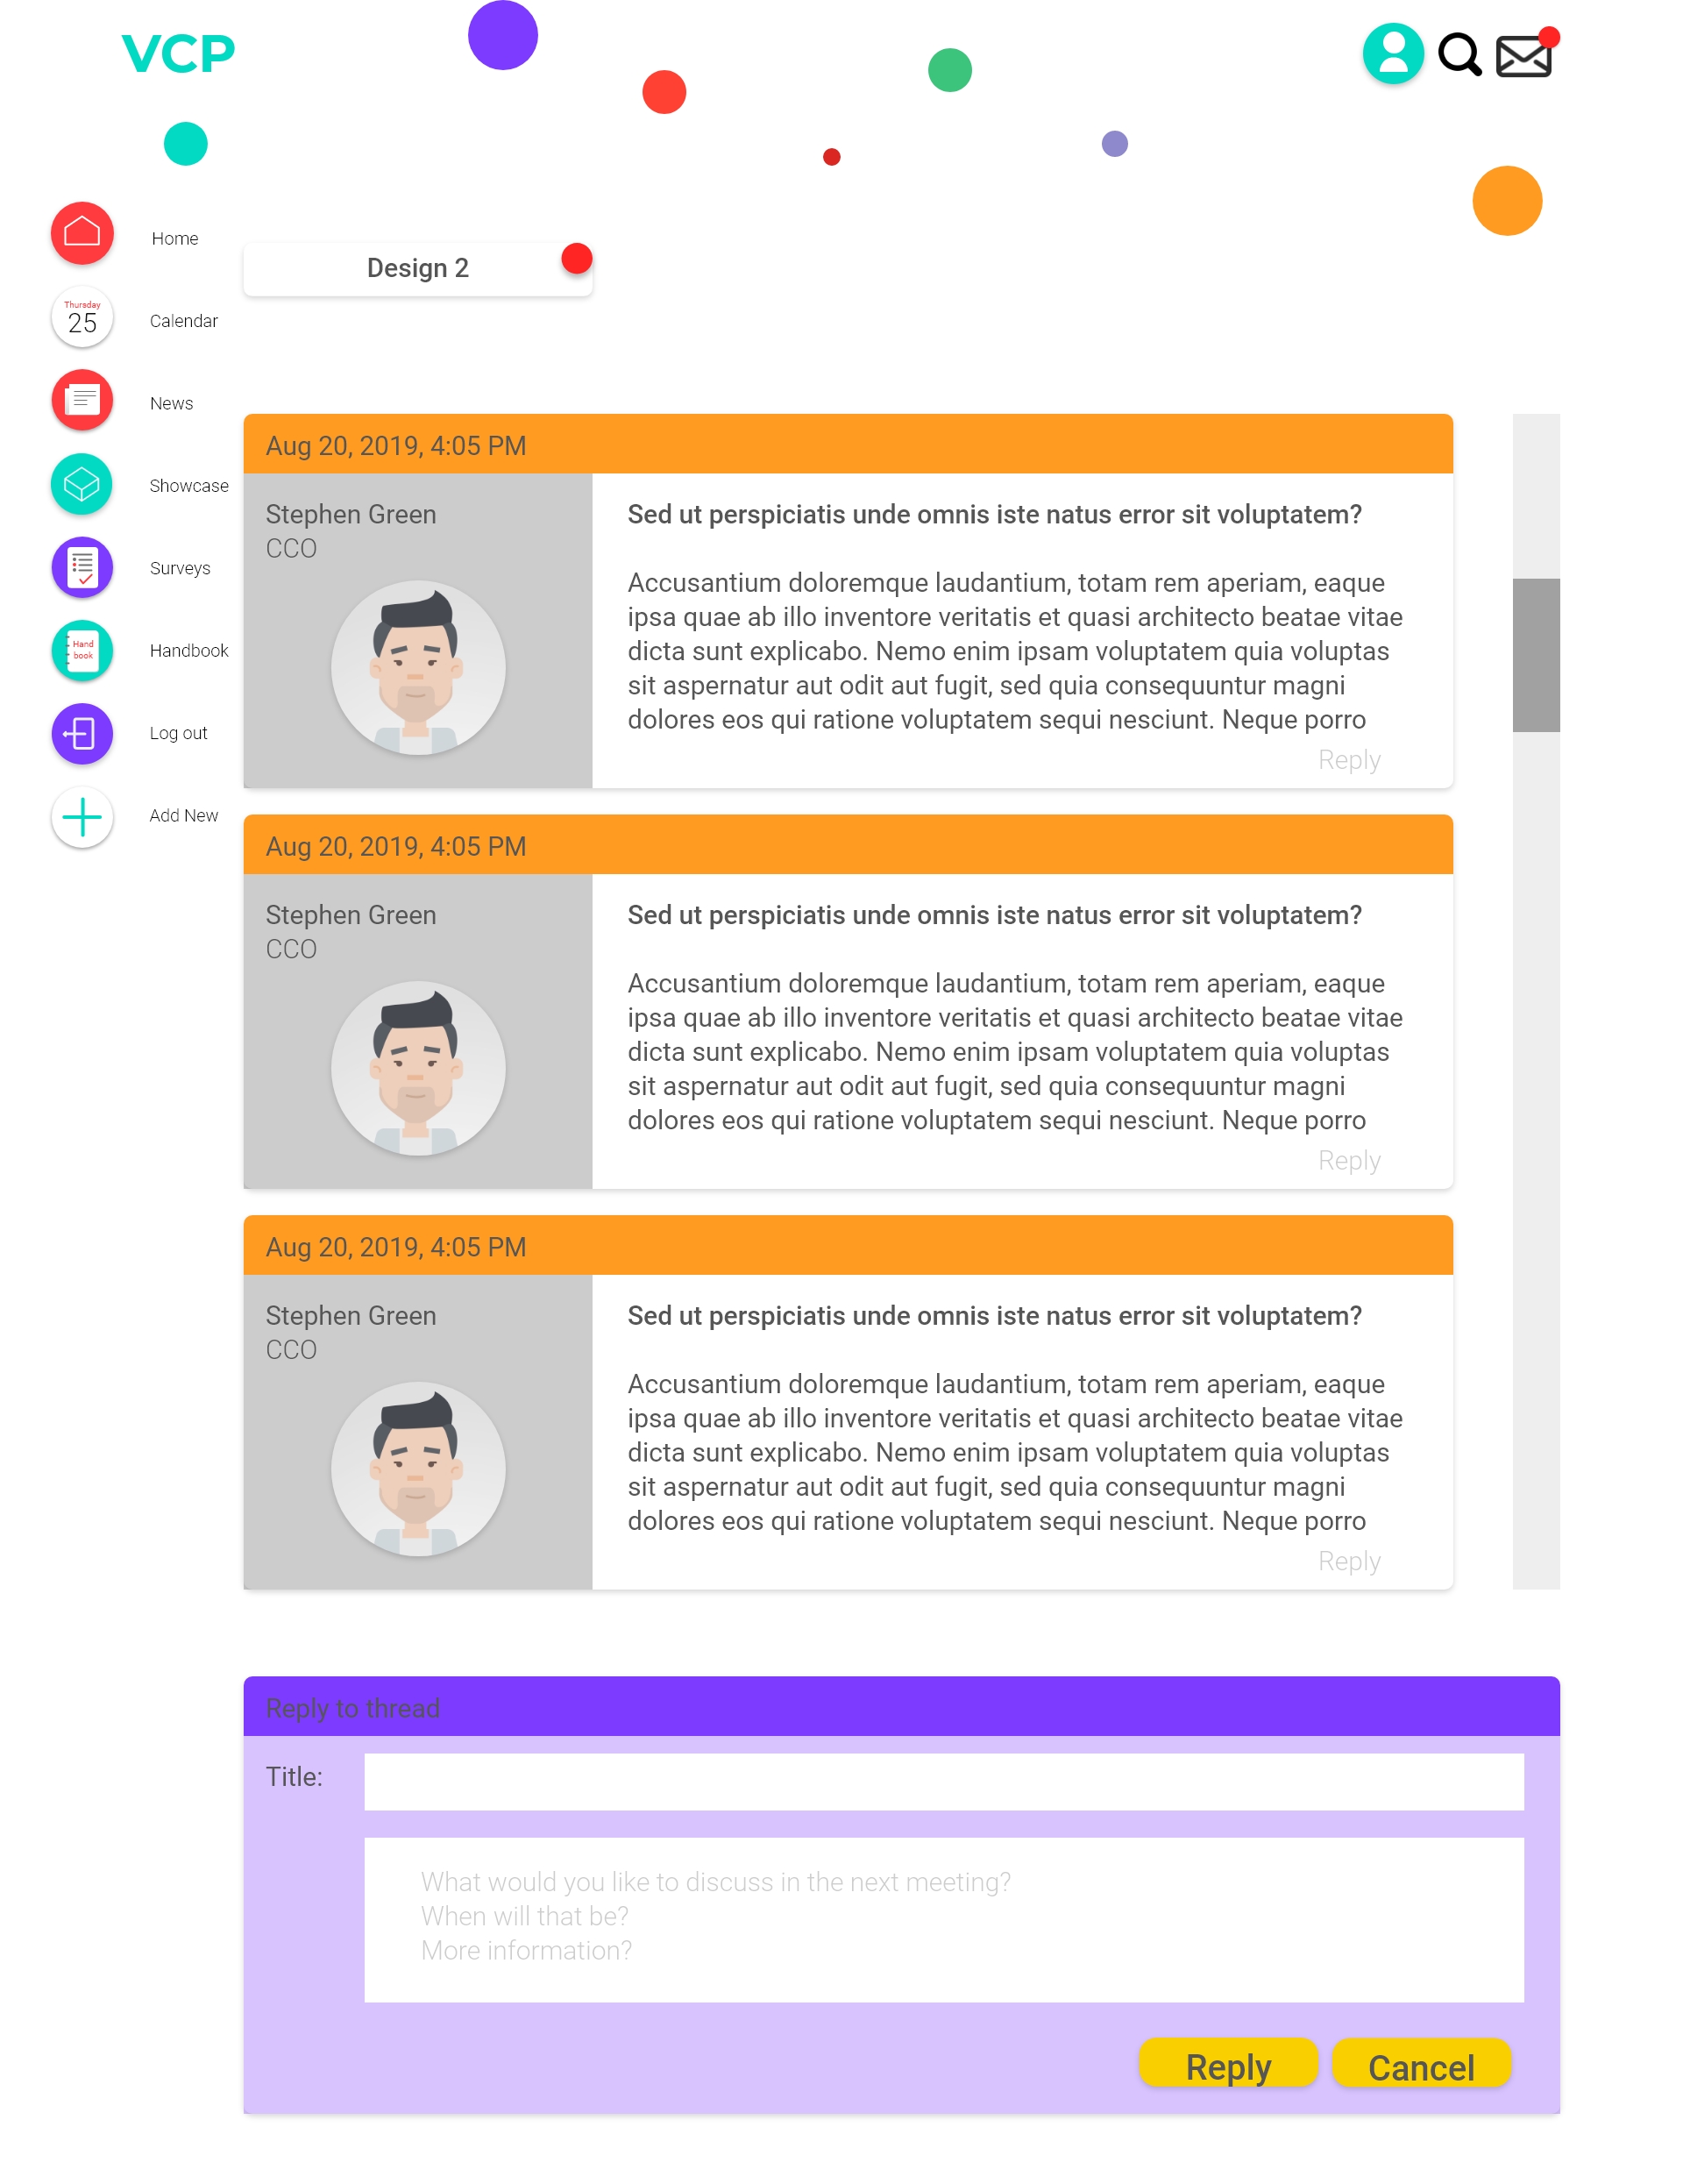 VCP
Home
Design 2
Thursday
25
Calendar
News
Showcase
Surveys
Hand
book
Handbook
Log out
Add New
Aug 20, 2019, 4:05 PM
Stephen Green
CCO
Sed ut perspiciatis unde omnis iste natus error sit voluptatem?
Accusantium doloremque laudantium, totam rem aperiam, eaque
ipsa quae ab illo inventore veritatis et quasi architecto beatae vitae
dicta sunt explicabo. Nemo enim ipsam voluptatem quia voluptas
sit aspernatur aut odit aut fugit, sed quia consequuntur magni
dolores eos qui ratione voluptatem sequi nesciunt. Neque porro
Reply
Aug 20, 2019, 4:05 PM
Stephen Green
CCO
Sed ut perspiciatis unde omnis iste natus error sit voluptatem?
Accusantium doloremque laudantium, totam rem aperiam, eaque
ipsa quae ab illo inventore veritatis et quasi architecto beatae vitae
dicta sunt explicabo. Nemo enim ipsam voluptatem quia voluptas
sit aspernatur aut odit aut fugit, sed quia consequuntur magni
dolores eos qui ratione voluptatem sequi nesciunt. Neque porro
Reply
Aug 20, 2019, 4:05 PM
Stephen Green
CCO
Sed ut perspiciatis unde omnis iste natus error sit voluptatem?
Accusantium doloremque laudantium, totam rem aperiam, eaque
ipsa quae ab illo inventore veritatis et quasi architecto beatae vitae
dicta sunt explicabo. Nemo enim ipsam voluptatem quia voluptas
sit aspernatur aut odit aut fugit, sed quia consequuntur magni
dolores eos qui ratione voluptatem sequi nesciunt. Neque porro
Reply
Reply to thread
Title:
What would you like to discuss in the next meeting?
When will that be?
More information?
Reply
Cancel